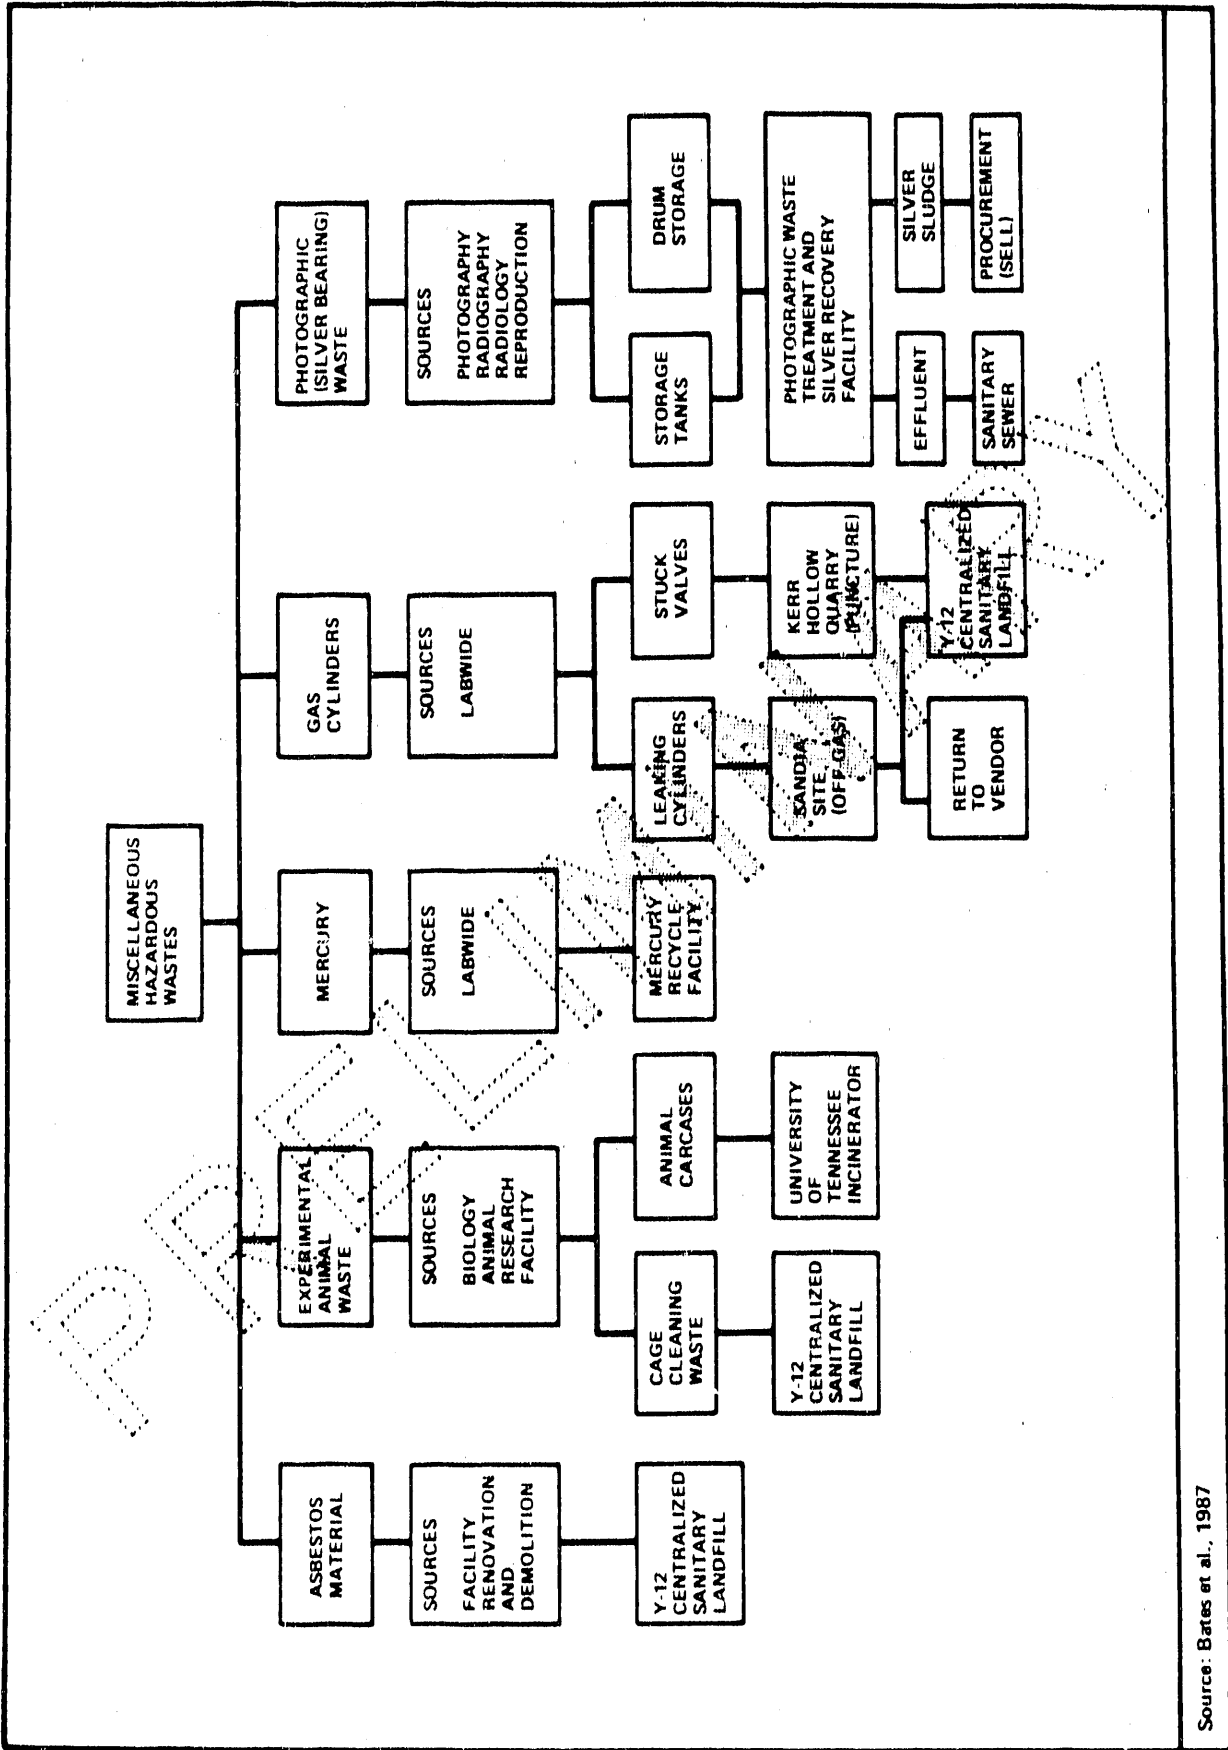 MISCELLANEOUS
HAZARDOUS
WASTES
ASBESTOS
MATERIAL
EXPERIMENTAL
ANIMAL
WASTE
MERCURY
GAS
CYLINDERS
PHOTOGRAPHIC
(SILVER BEARING)
WASTE
SOURCES
FACILITY
RENOVATION
AND
DEMOLITION
SOURCES
BIOLOGY
ANIMAL
RESEARCH
FACILITY
SOURCES
LABWIDE
SOURCES
LABWIDE
SOURCES
PHOTOGRAPHY
RADIOGRAPHY
RADIOLOGY
REPRODUCTION
Y-12
CENTRALIZED
SANITARY
LANDFILL
CAGE
CLEANING
WASTE
ANIMAL
CARCASES
MERCURY
RECYCLE
FACILITY
LEAKING
CYLINDERS
STUCK
VALVES
STORAGE
TANKS
DRUM
STORAGE
Y-12
CENTRALIZED
SANITARY
LANDFILL
UNIVERSITY
OF
TENNESSEE
INCINERATOR
KANDIA
SITE
(OFF GAS)
KERR
HOLLOW
QUARRY
(PUNCTURE)
PHOTOGRAPHIC WASTE
TREATMENT AND
SILVER RECOVERY
FACILITY
RETURN
TO
VENDOR
Y-12
CENTRALIZED
SANITARY
LANDFILL
EFFLUENT
SILVER
SLUDGE
SANITARY
SEWER
PROCUREMENT
(SELL)
PRELIMINARY
Source: Bates et al., 1987